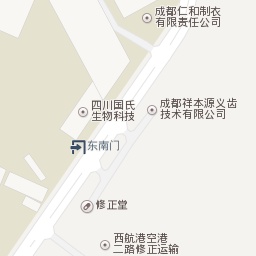 成都仁和制衣
有限责任公司
四川国氏
生物科技
成都祥本源义齿
技术有限公司
东南门
修正堂
西航港空港
二路修正运输